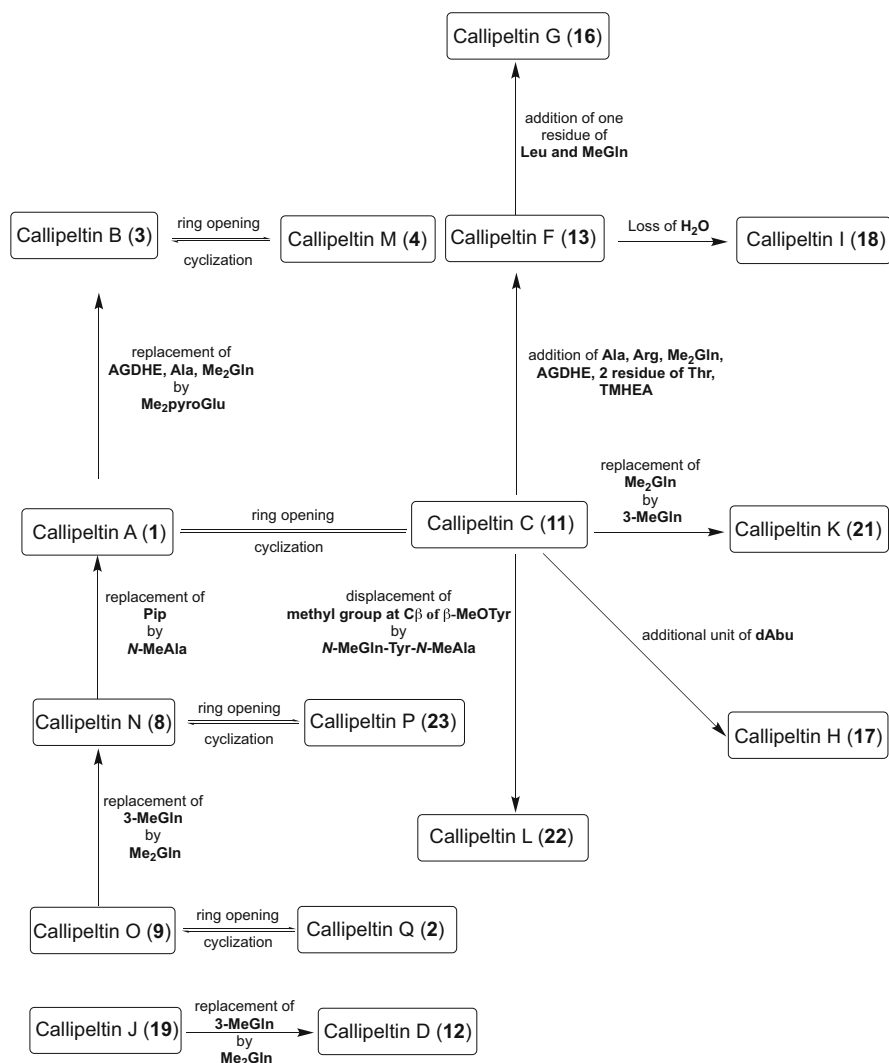 Callipeltin G (16)
addition of one
residue of
Leu and MeGln
Callipeltin B (3)
ring opening
cyclization
Callipeltin M (4)
Callipeltin F (13)
Loss of H₂O
Callipeltin I (18)
replacement of
AGDHE, Ala, Me₂Gln
by
Me₂pyroGlu
addition of Ala, Arg, Me₂Gln,
AGDHE, 2 residue of Thr,
TMHEA
Callipeltin A (1)
ring opening
cyclization
Callipeltin C (11)
replacement of
Me₂Gln
by
3-MeGln
Callipeltin K (21)
replacement of
Pip
by
N-MeAla
displacement of
methyl group at Cβ of β-MeOTyr
by
N-MeGln-Tyr-N-MeAla
additional unit of dAbu
Callipeltin N (8)
ring opening
cyclization
Callipeltin P (23)
Callipeltin H (17)
replacement of
3-MeGln
by
Me₂Gln
Callipeltin L (22)
Callipeltin O (9)
ring opening
cyclization
Callipeltin Q (2)
Callipeltin J (19)
replacement of
3-MeGln
by
Me₂Gln
Callipeltin D (12)